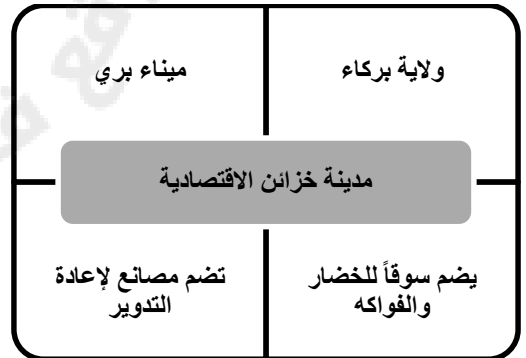 ولاية بركاء
ميناء بري
مدينة خزائن الاقتصادية
يضم سوقاً للخضار
والفواكه
تضم مصانع لإعادة
التدوير